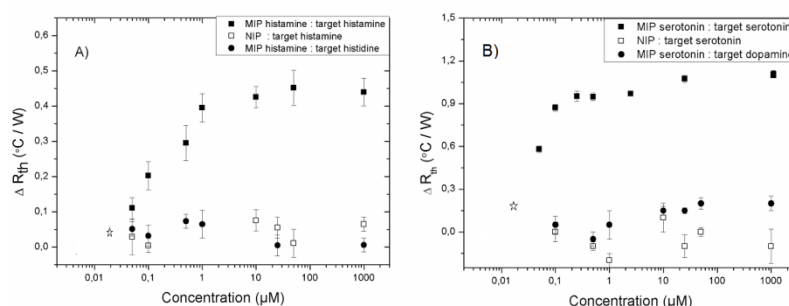 A)
MIP histamine : target histamine
NIP : target histamine
MIP histamine : target histidine
0,6
0,5
0,4
0,3
0,2
0,1
0,0
Δ Rth (°C / W)
0,01 0,1 1 10 100 1000
Concentration (µM)
B)
MIP serotonin : target serotonin
NIP : target serotonin
MIP serotonin : target dopamine
1,5
1,2
0,9
0,6
0,3
0,0
Δ Rth (°C / W)
0,01 0,1 1 10 100 1000
Concentration (µM)